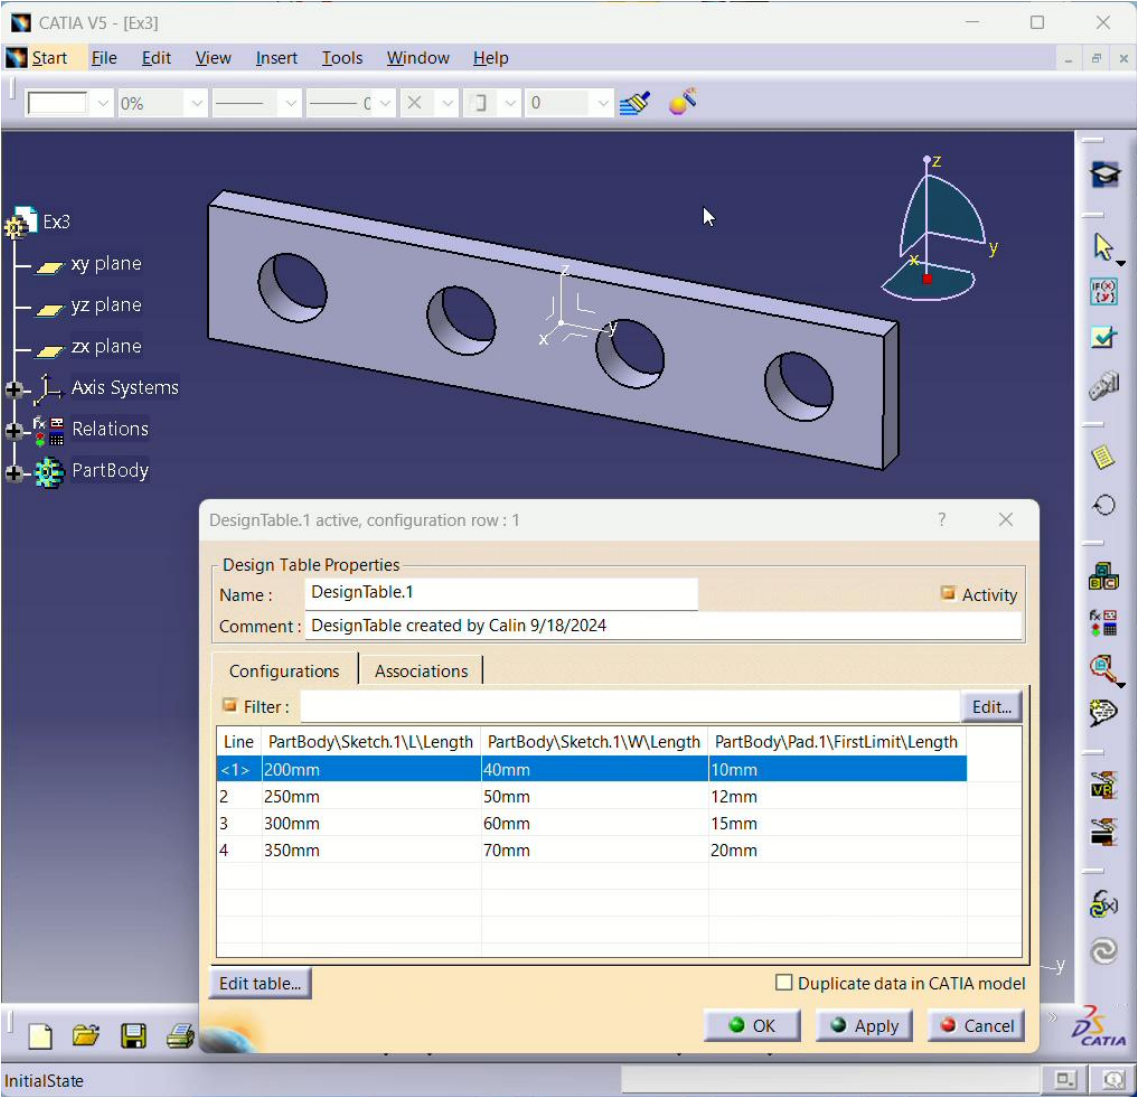 CATIA V5 - [Ex3]
Start File Edit View Insert Tools Window Help
0% 0
Ex3
xy plane
yz plane
zx plane
Axis Systems
Relations
PartBody
z
y
x
z
y
x
DesignTable.1 active, configuration row : 1
Design Table Properties
Name : DesignTable.1 Activity
Comment : DesignTable created by Calin 9/18/2024
Configurations Associations
Filter : Edit...
Line PartBody\Sketch.1\L\Length PartBody\Sketch.1\W\Length PartBody\Pad.1\FirstLimit\Length
<1> 200mm 40mm 10mm
2 250mm 50mm 12mm
3 300mm 60mm 15mm
4 350mm 70mm 20mm
Edit table... Duplicate data in CATIA model
OK Apply Cancel
y
CATIA
InitialState